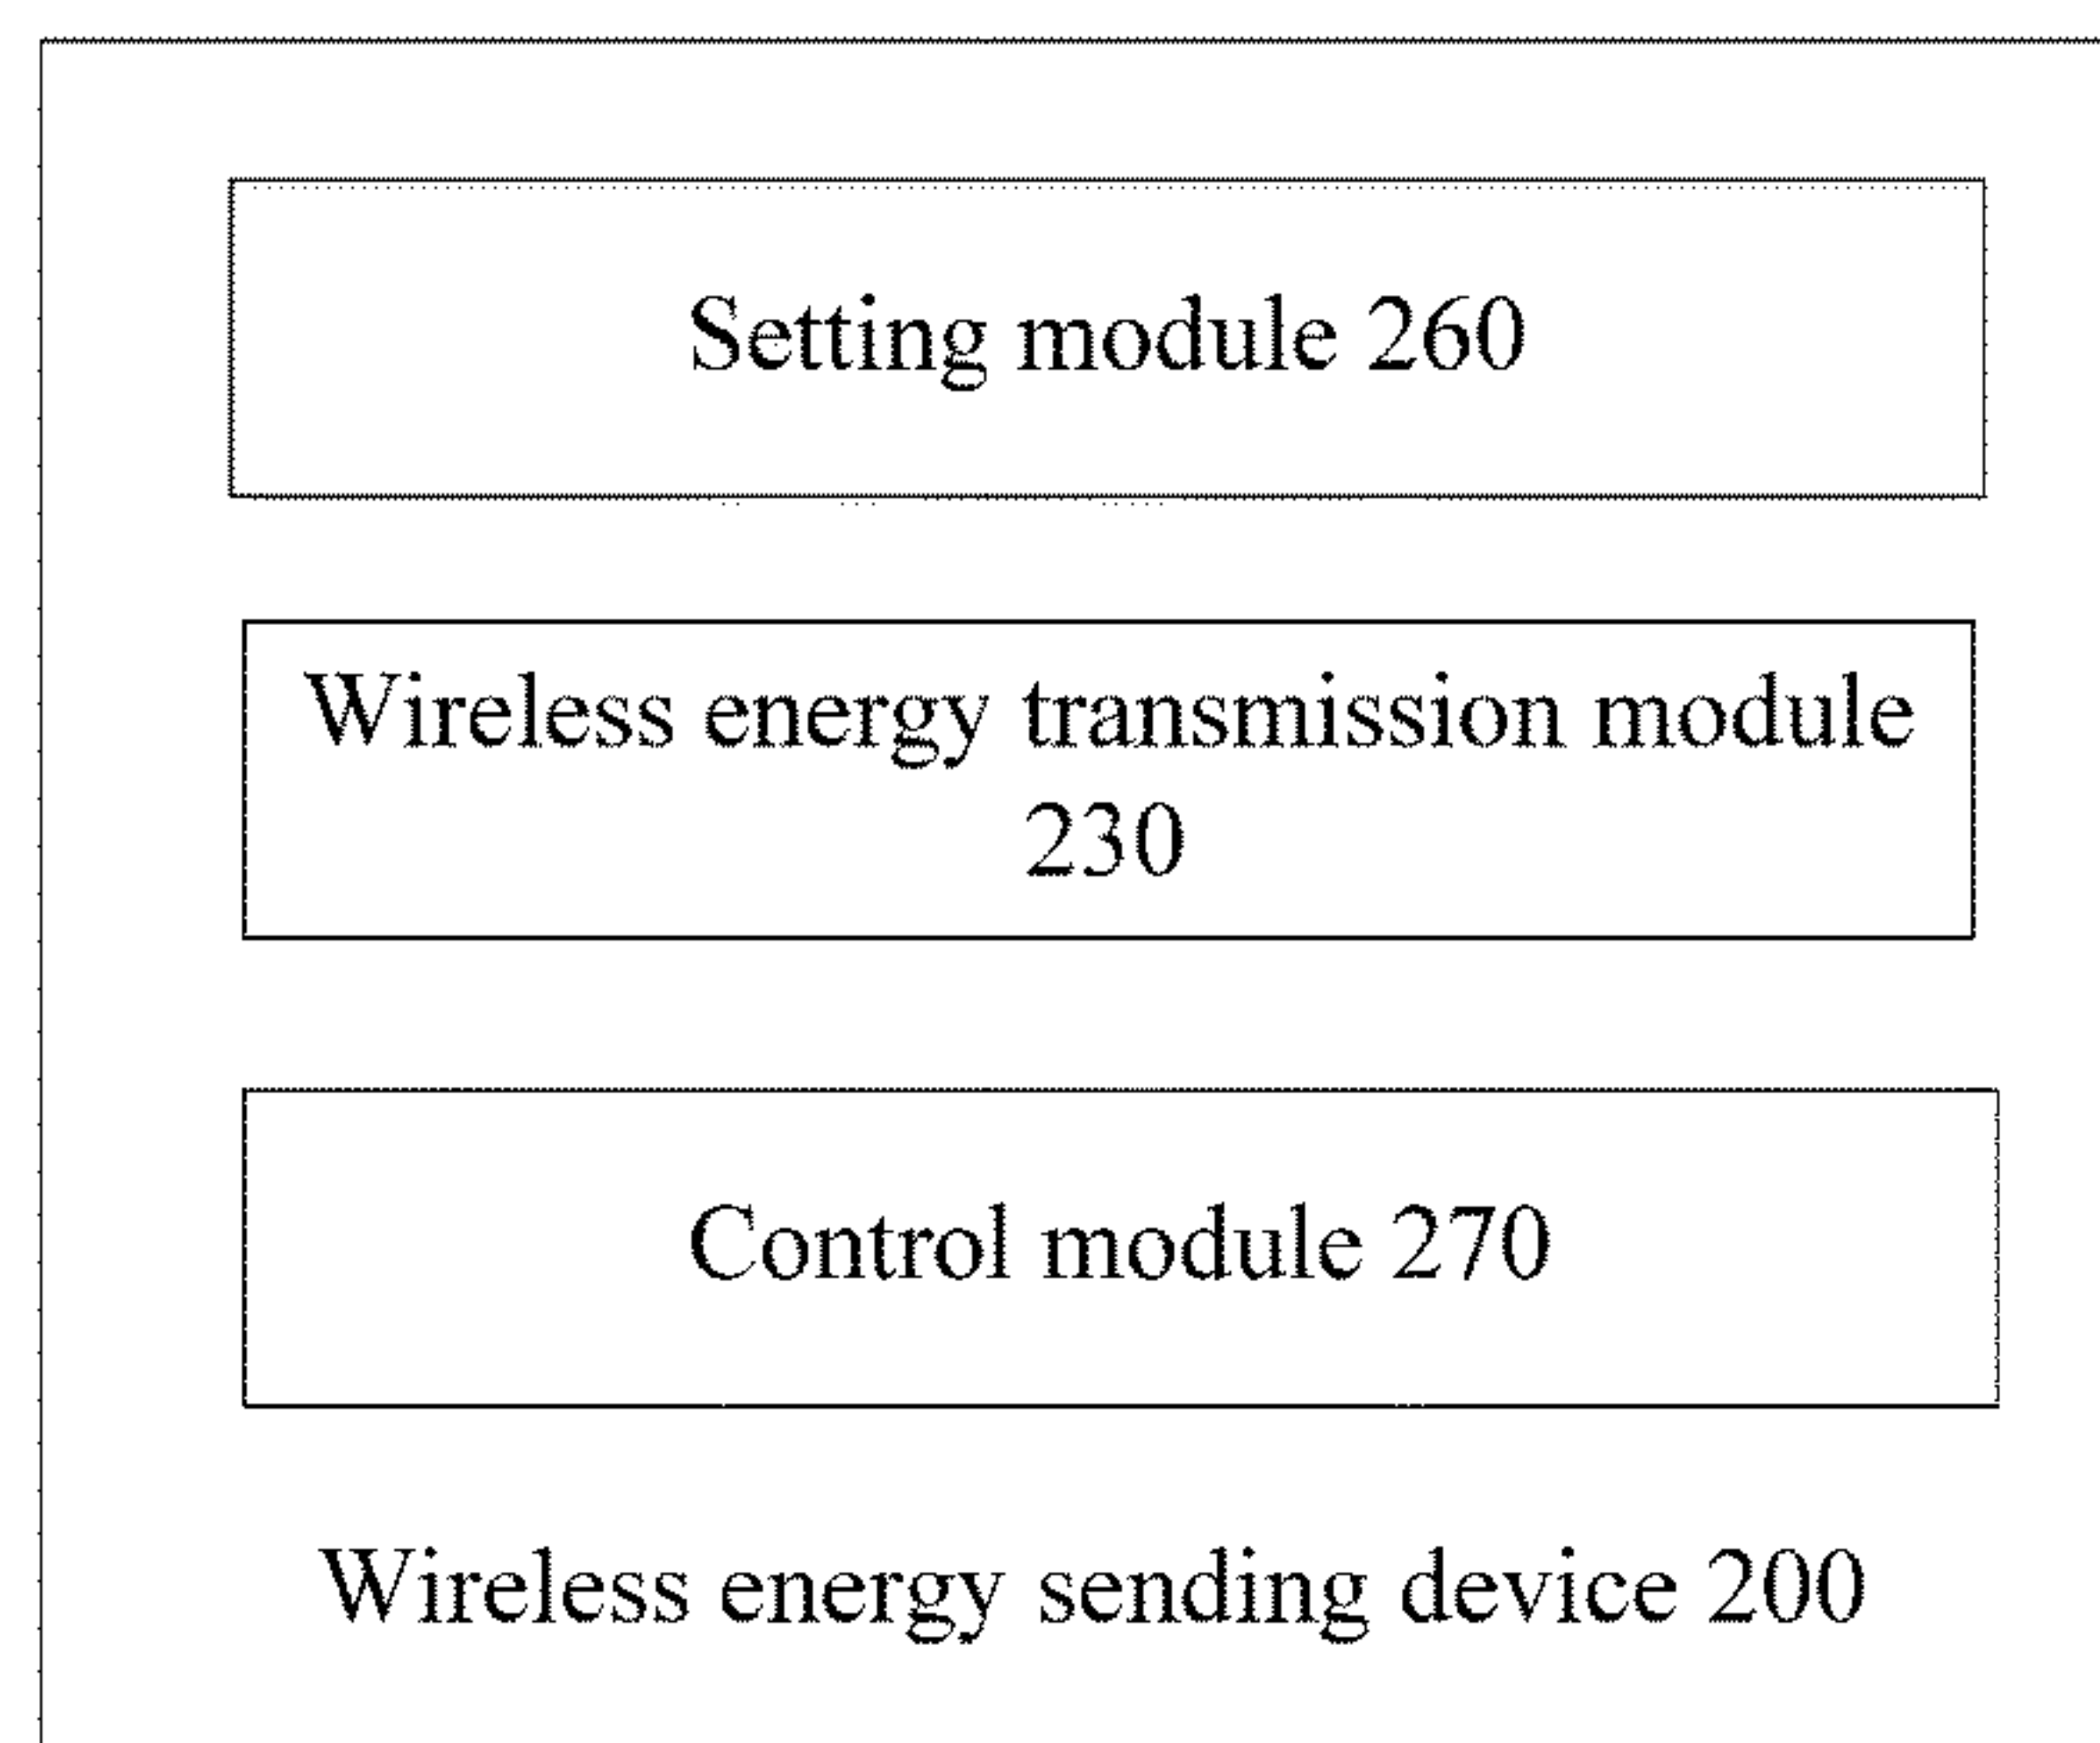 Setting module 260
Wireless energy transmission module
230
Control module 270
Wireless energy sending device 200